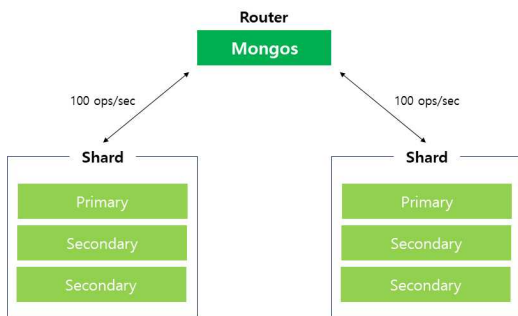 Router
Mongos
100 ops/sec
100 ops/sec
Shard
Primary
Secondary
Secondary
Shard
Primary
Secondary
Secondary